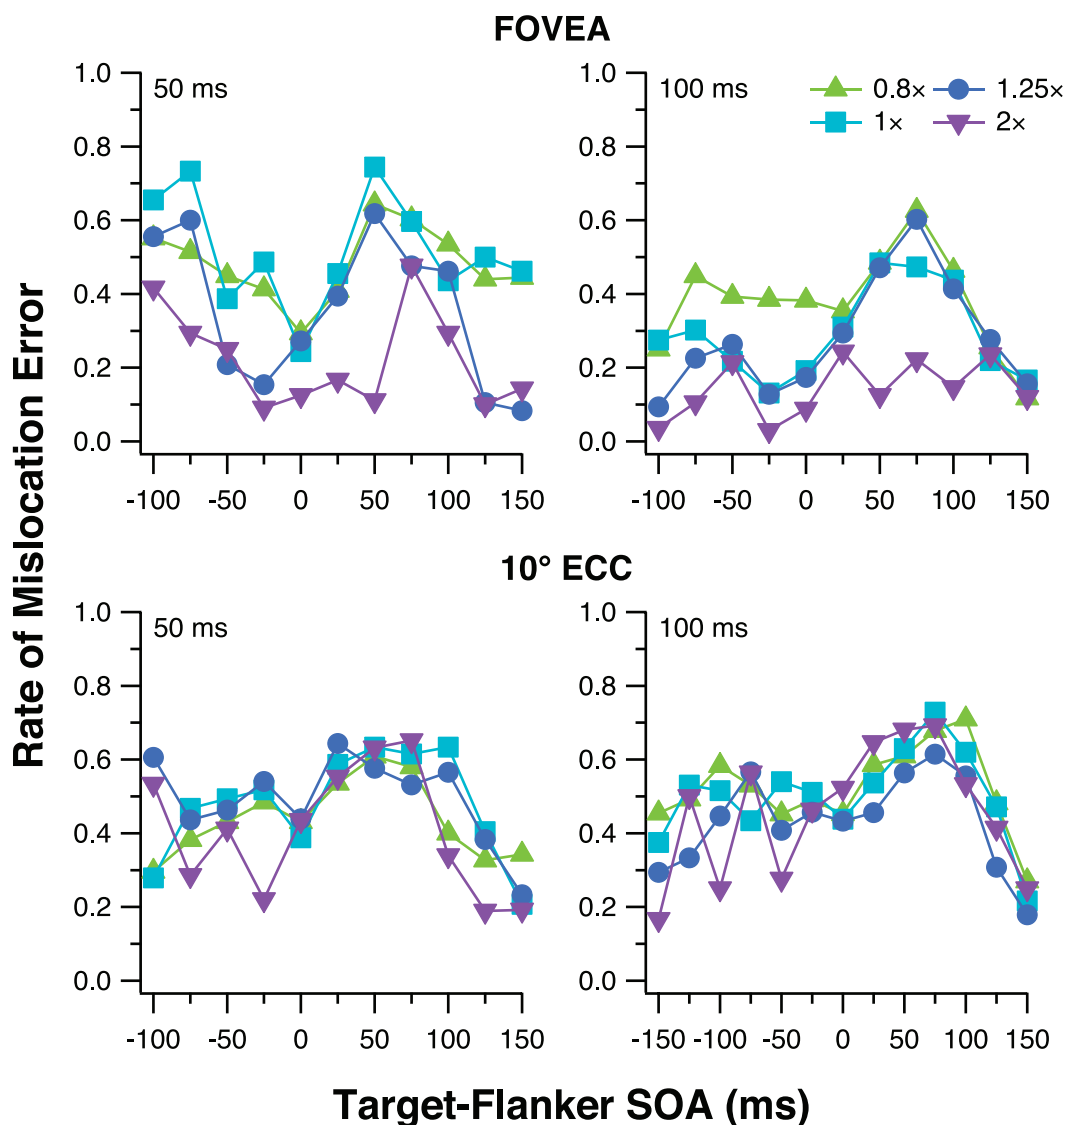 FOVEA
50 ms
100 ms
0.8× 1.25×
1× 2×
1.0
0.8
0.6
0.4
0.2
0.0
-100 -50 0 50 100 150
1.0
0.8
0.6
0.4
0.2
0.0
-100 -50 0 50 100 150
Rate of Mislocation Error
10° ECC
50 ms
100 ms
1.0
0.8
0.6
0.4
0.2
0.0
-100 -50 0 50 100 150
1.0
0.8
0.6
0.4
0.2
0.0
-150 -100 -50 0 50 100 150
Target-Flanker SOA (ms)